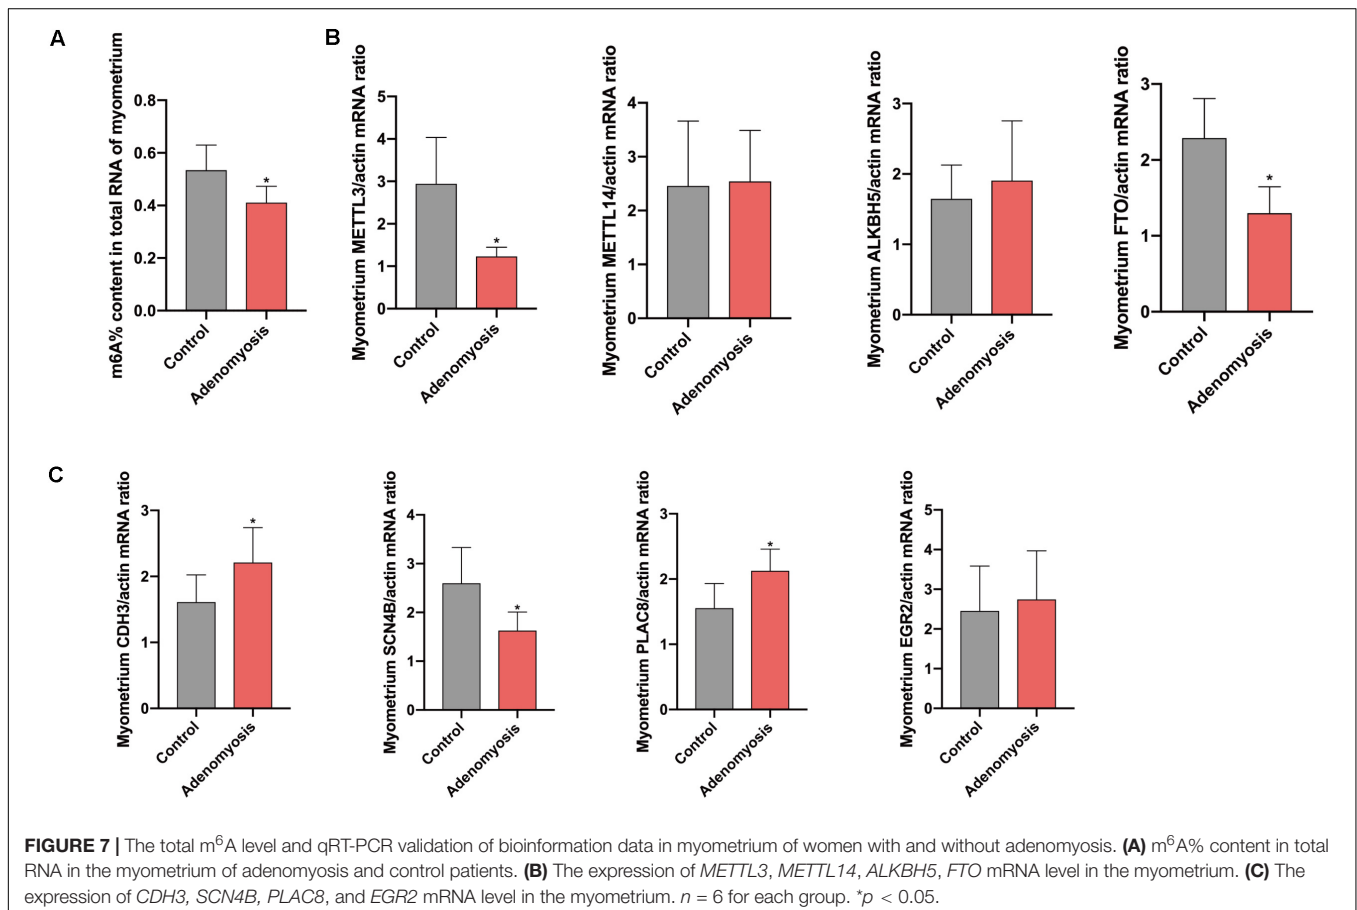 A
B
m6A% content in total RNA of myometrium
0.8
0.6
0.4
0.2
0.0
*
Control
Adenomyosis
Myometrium METTL3/actin mRNA ratio
5
4
3
2
1
0
*
Control
Adenomyosis
Myometrium METTL14/actin mRNA ratio
4
3
2
1
0
Control
Adenomyosis
Myometrium ALKBH5/actin mRNA ratio
3
2
1
0
Control
Adenomyosis
Myometrium FTO/actin mRNA ratio
3
2
1
0
*
Control
Adenomyosis
C
Myometrium CDH3/actin mRNA ratio
3
2
1
0
*
Control
Adenomyosis
Myometrium SCN4B/actin mRNA ratio
4
3
2
1
0
*
Control
Adenomyosis
Myometrium PLAC8/actin mRNA ratio
3
2
1
0
*
Control
Adenomyosis
Myometrium EGR2/actin mRNA ratio
5
4
3
2
1
0
Control
Adenomyosis
FIGURE 7 | The total m⁶A level and qRT-PCR validation of bioinformation data in myometrium of women with and without adenomyosis. (A) m⁶A% content in total
RNA in the myometrium of adenomyosis and control patients. (B) The expression of METTL3, METTL14, ALKBH5, FTO mRNA level in the myometrium. (C) The
expression of CDH3, SCN4B, PLAC8, and EGR2 mRNA level in the myometrium. n = 6 for each group. *p < 0.05.